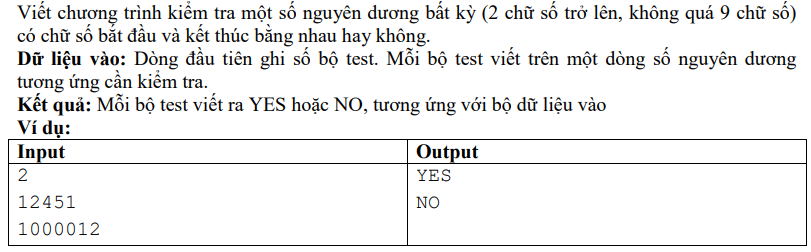 Viết chương trình kiểm tra một số nguyên dương bất kỳ (2 chữ số trở lên, không quá 9 chữ số)
có chữ số bắt đầu và kết thúc bằng nhau hay không.
Dữ liệu vào: Dòng đầu tiên ghi số bộ test. Mỗi bộ test viết trên một dòng số nguyên dương
tương ứng cần kiểm tra.
Kết quả: Mỗi bộ test viết ra YES hoặc NO, tương ứng với bộ dữ liệu vào
Ví dụ:
Input Output
2 YES
12451 NO
1000012